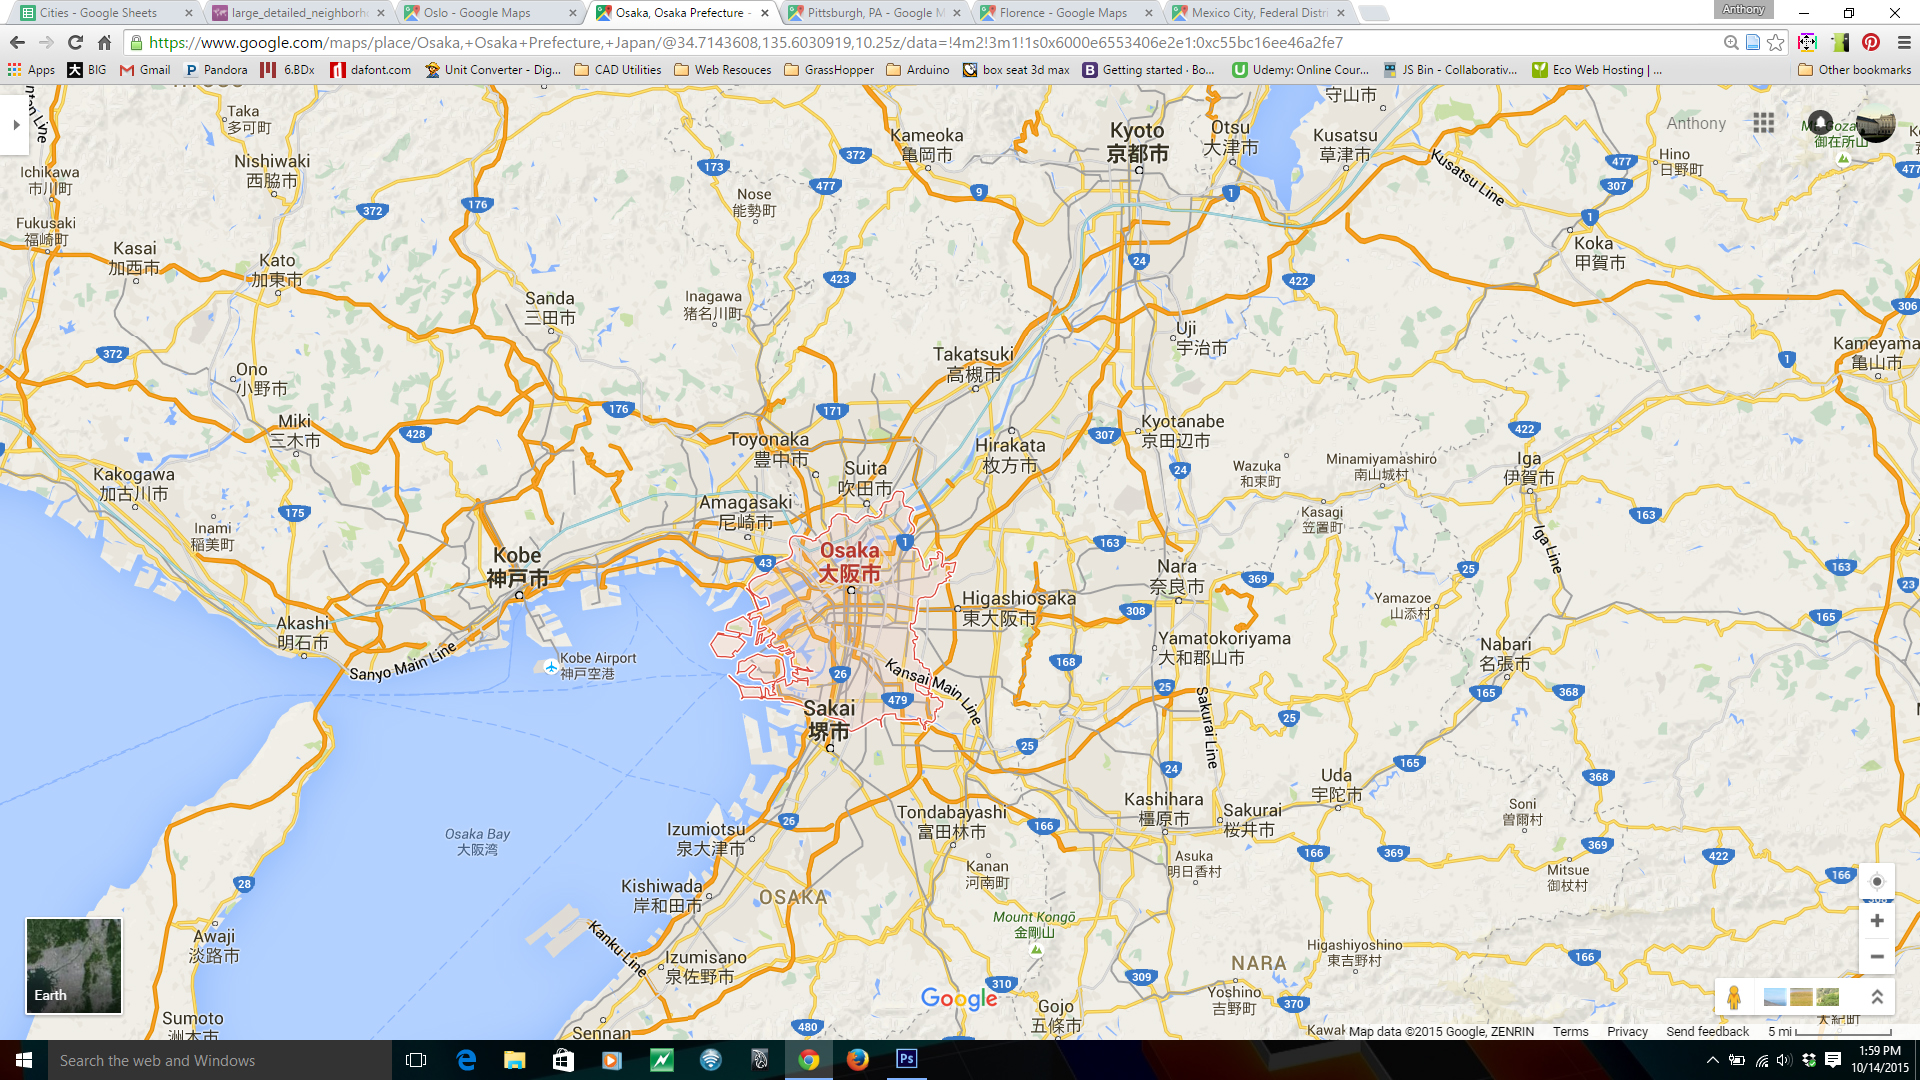 Anthony
Cities - Google Sheets
large_detailed_neighborh
Oslo - Google Maps
Osaka, Osaka Prefecture -
Pittsburgh, PA - Google M
Florence - Google Maps
Mexico City, Federal Distri
https://www.google.com/maps/place/Osaka,+Osaka+Prefecture,+Japan/@34.7143608,135.6030919,10.25z/data=!4m2!3m1!1s0x6000e6553406e2e1:0xc55bc16ee46a2fe7
Apps
BIG
Gmail
Pandora
6.BDx
dafont.com
Unit Converter - Dig...
CAD Utilities
Web Resouces
GrassHopper
Arduino
box seat 3d max
Getting started · Bo...
Udemy: Online Cour...
JS Bin - Collaborativ...
Eco Web Hosting | ...
Other bookmarks
Anthony
Taka
多可町
Nishiwaki
西脇市
Ichikawa
市川町
Fukusaki
福崎町
Kasai
加西市
Kato
加東市
Sanda
三田市
Nose
能勢町
Inagawa
猪名川町
Kameoka
亀岡市
Kyoto
京都市
Otsu
大津市
守山市
Kusatsu
草津市
Kusatsu Line
Hino
日野町
御在所山
Koka
甲賀市
Kameyama
亀山市
Uji
宇治市
Takatsuki
高槻市
Ono
小野市
Miki
三木市
Kakogawa
加古川市
Inami
稲美町
Toyonaka
豊中市
Suita
吹田市
Hirakata
枚方市
Kyotanabe
京田辺市
Wazuka
和束町
Minamiyamashiro
南山城村
Kasagi
笠置町
Iga
伊賀市
Iga Line
Amagasaki
尼崎市
Kobe
神戸市
Osaka
大阪市
Higashiosaka
東大阪市
Nara
奈良市
Yamazoe
山添村
Nabari
名張市
Yamatokoriyama
大和郡山市
Akashi
明石市
Sanyo Main Line
Kobe Airport
神戸空港
Kansai Main Line
Sakurai Line
Sakai
堺市
Uda
宇陀市
Soni
曽爾村
Kashihara
橿原市
Sakurai
桜井市
Tondabayashi
富田林市
Izumiotsu
泉大津市
Osaka Bay
大阪湾
Kanan
河南町
Asuka
明日香村
Mitsue
御杖村
Kishiwada
岸和田市
OSAKA
Mount Kongō
金剛山
Kanku Line
Izumisano
泉佐野市
Higashiyoshino
東吉野村
NARA
Yoshino
吉野町
Gojo
五條市
Awaji
淡路市
Sumoto
洲本市
Sennan
372
176
173
477
9
1
307
24
423
422
306
171
428
175
163
43
369
308
168
26
479
25
165
368
166
28
309
310
370
480
23
Earth
Google
Map data ©2015 Google, ZENRIN
Terms
Privacy
Send feedback
5 mi
Search the web and Windows
1:59 PM
10/14/2015